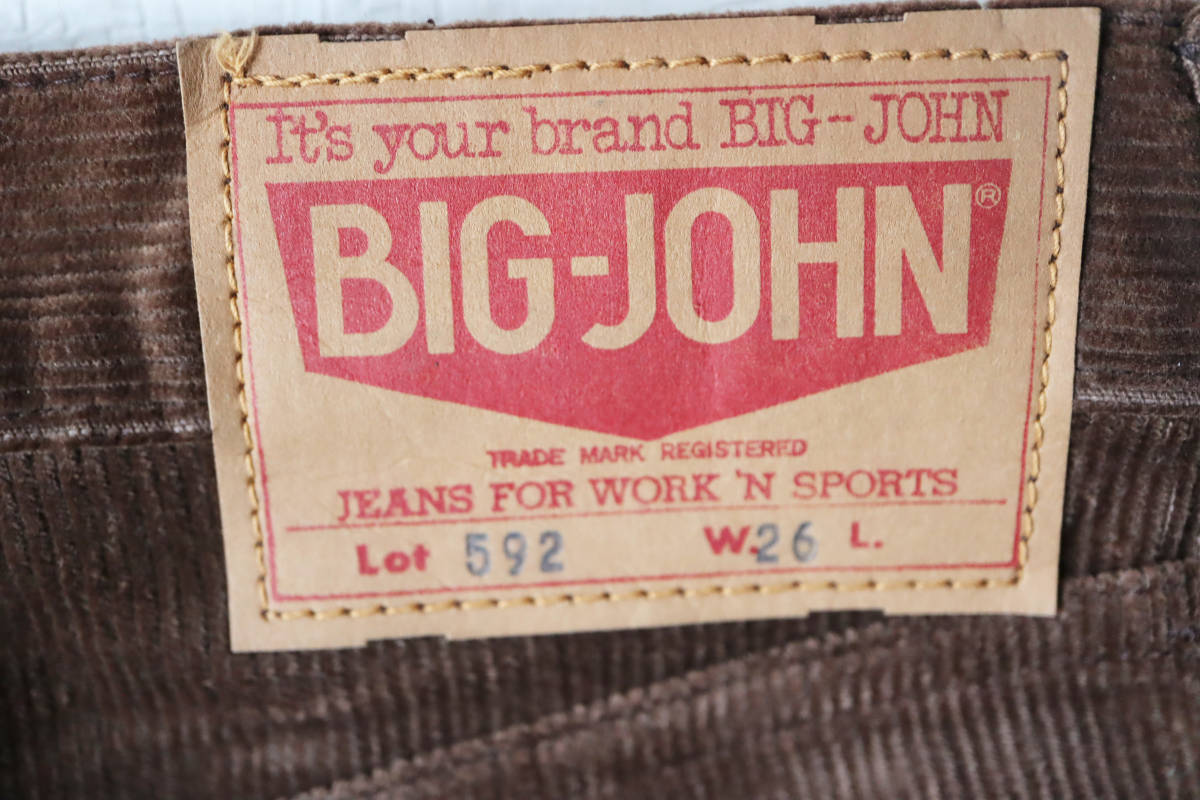 It's your brand BIG-JOHN
BIG-JOHN®
TRADE MARK REGISTERED
JEANS FOR WORK 'N SPORTS
Lot 592 W.26 L.